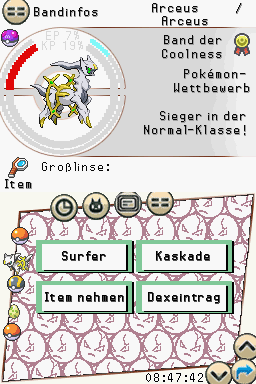 Bandinfos
Arceus /
Arceus
EP 7%
KP 19%
Band der
Coolness
Pokémon-
Wettbewerb
Sieger in der
Normal-Klasse!
Großlinse:
Item
Surfer
Kaskade
Item nehmen
Dexeintrag
08:47:42